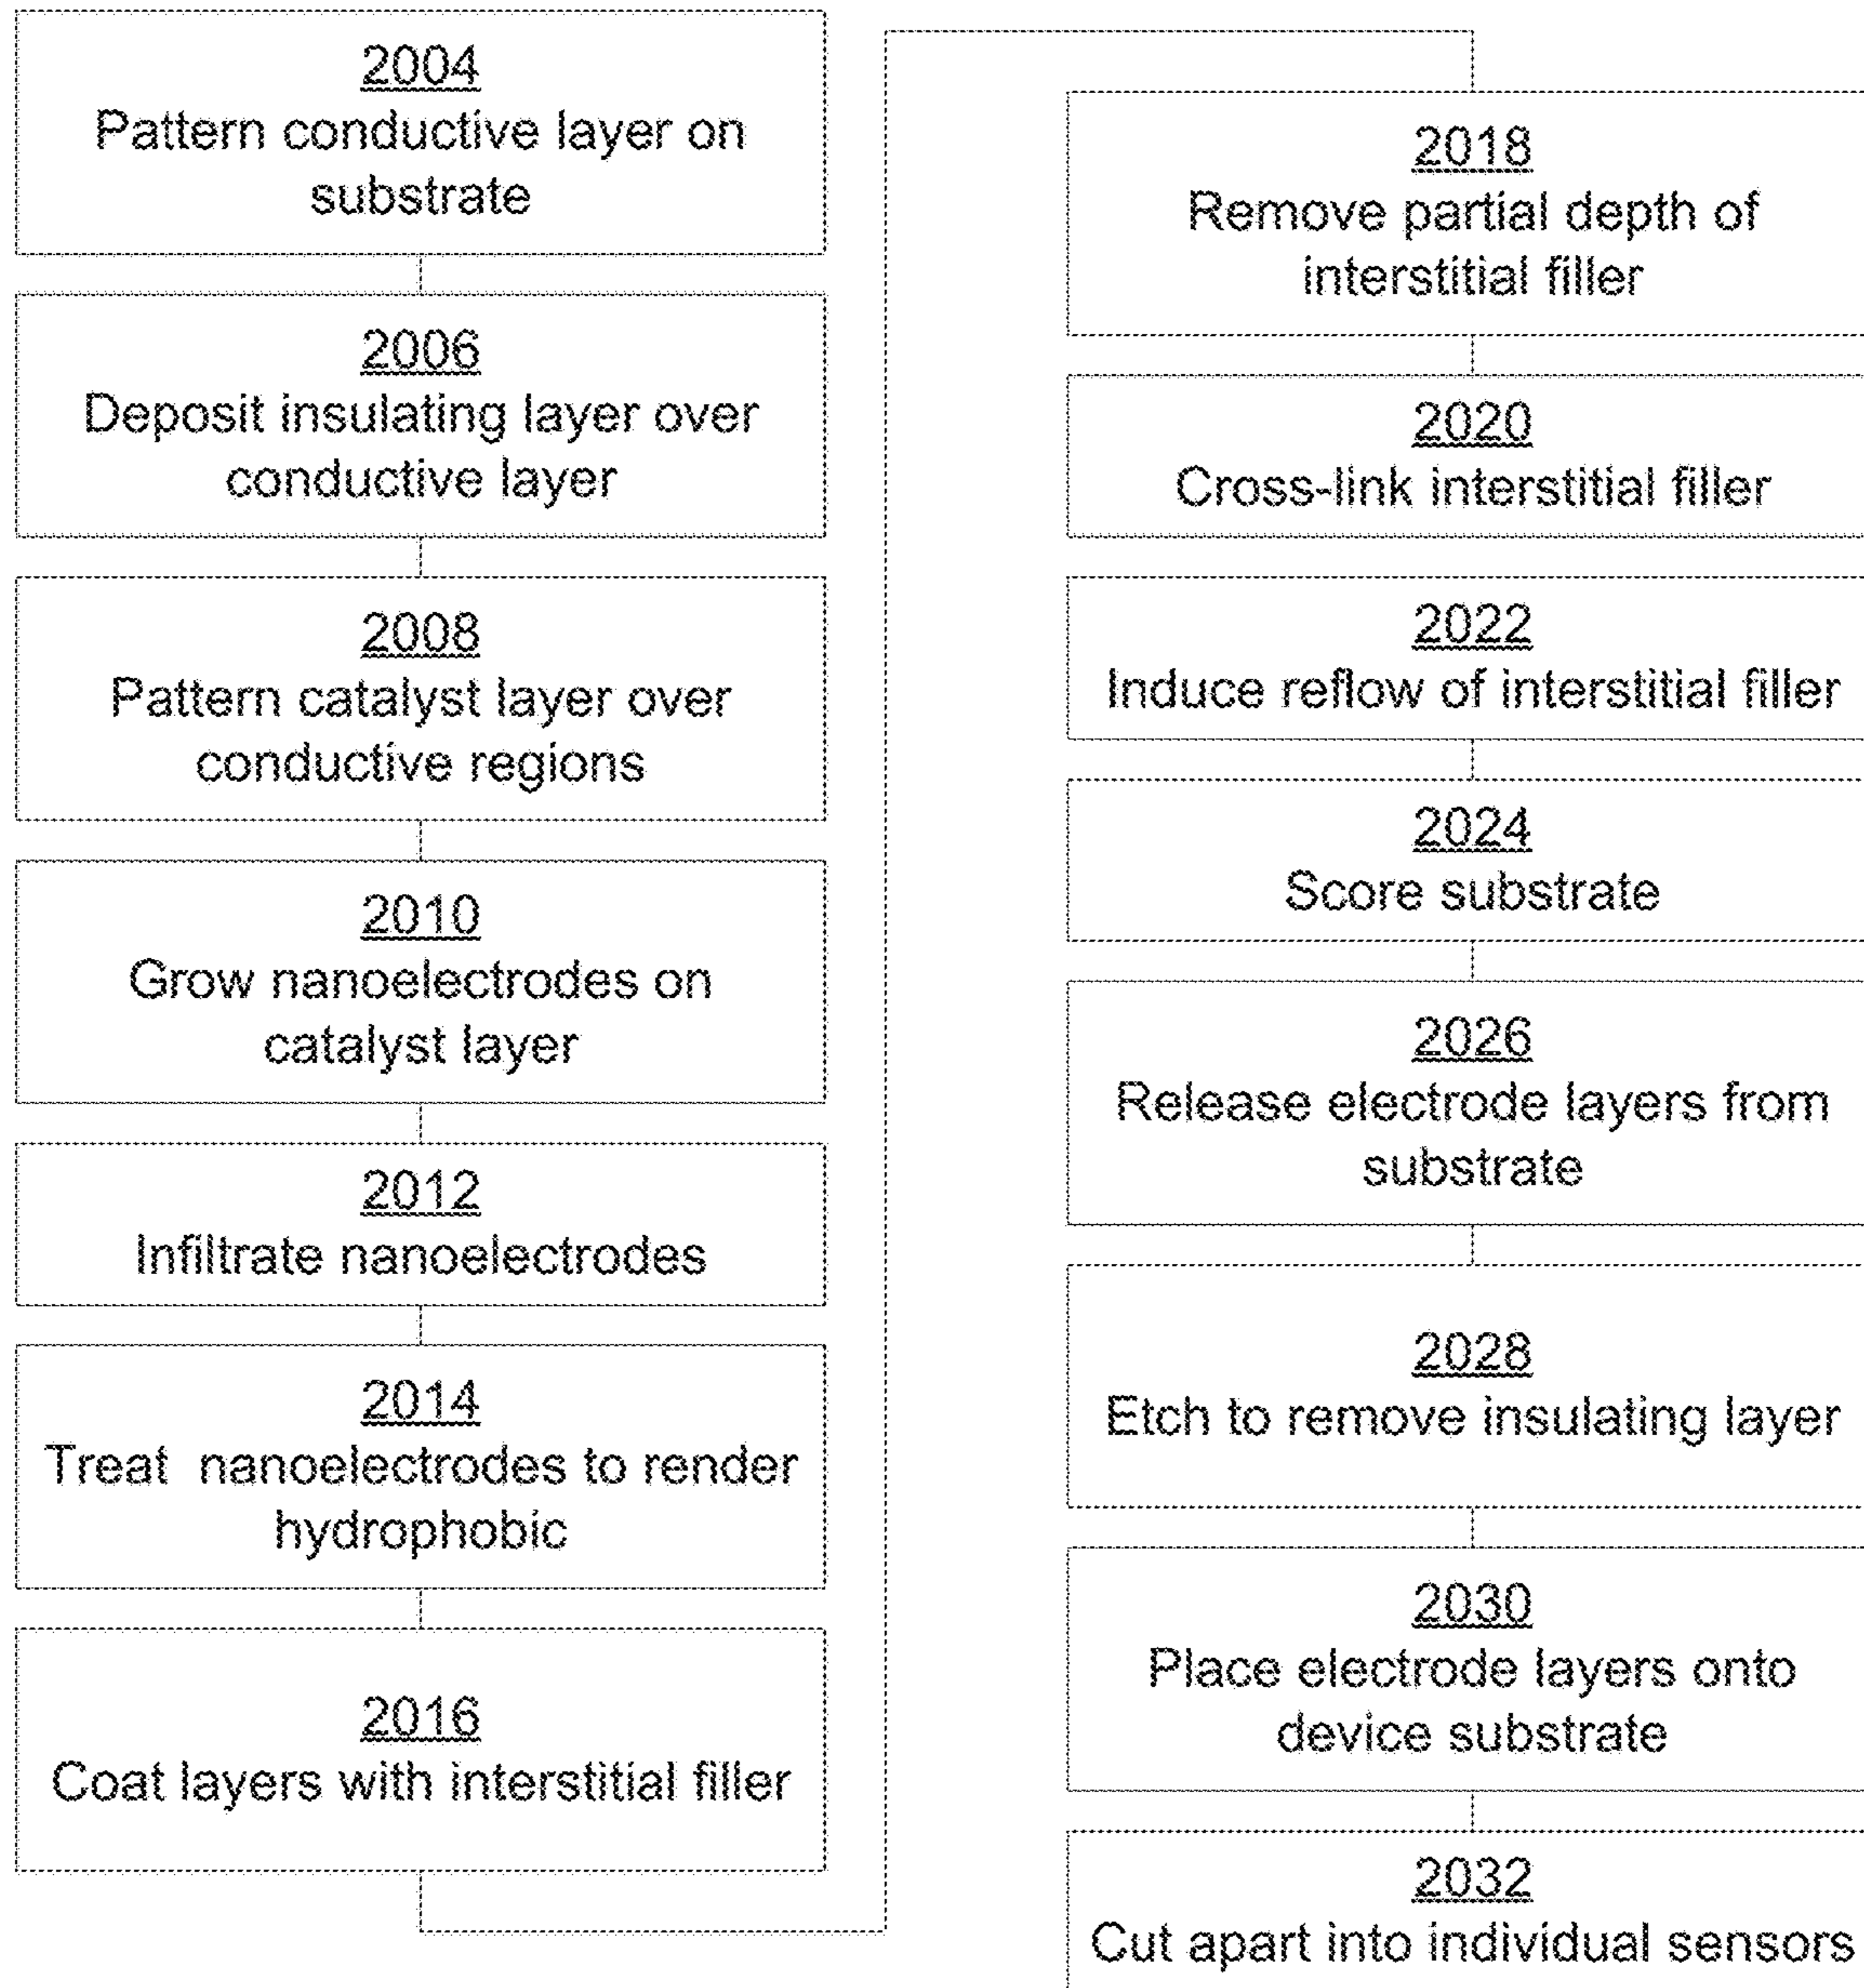 2004
Pattern conductive layer on
substrate
2006
Deposit insulating layer over
conductive layer
2008
Pattern catalyst layer over
conductive regions
2010
Grow nanoelectrodes on
catalyst layer
2012
Infiltrate nanoelectrodes
2014
Treat nanoelectrodes to render
hydrophobic
2016
Coat layers with interstitial filler
2018
Remove partial depth of
interstitial filler
2020
Cross-link interstitial filler
2022
Induce reflow of interstitial filler
2024
Score substrate
2026
Release electrode layers from
substrate
2028
Etch to remove insulating layer
2030
Place electrode layers onto
device substrate
2032
Cut apart into individual sensors